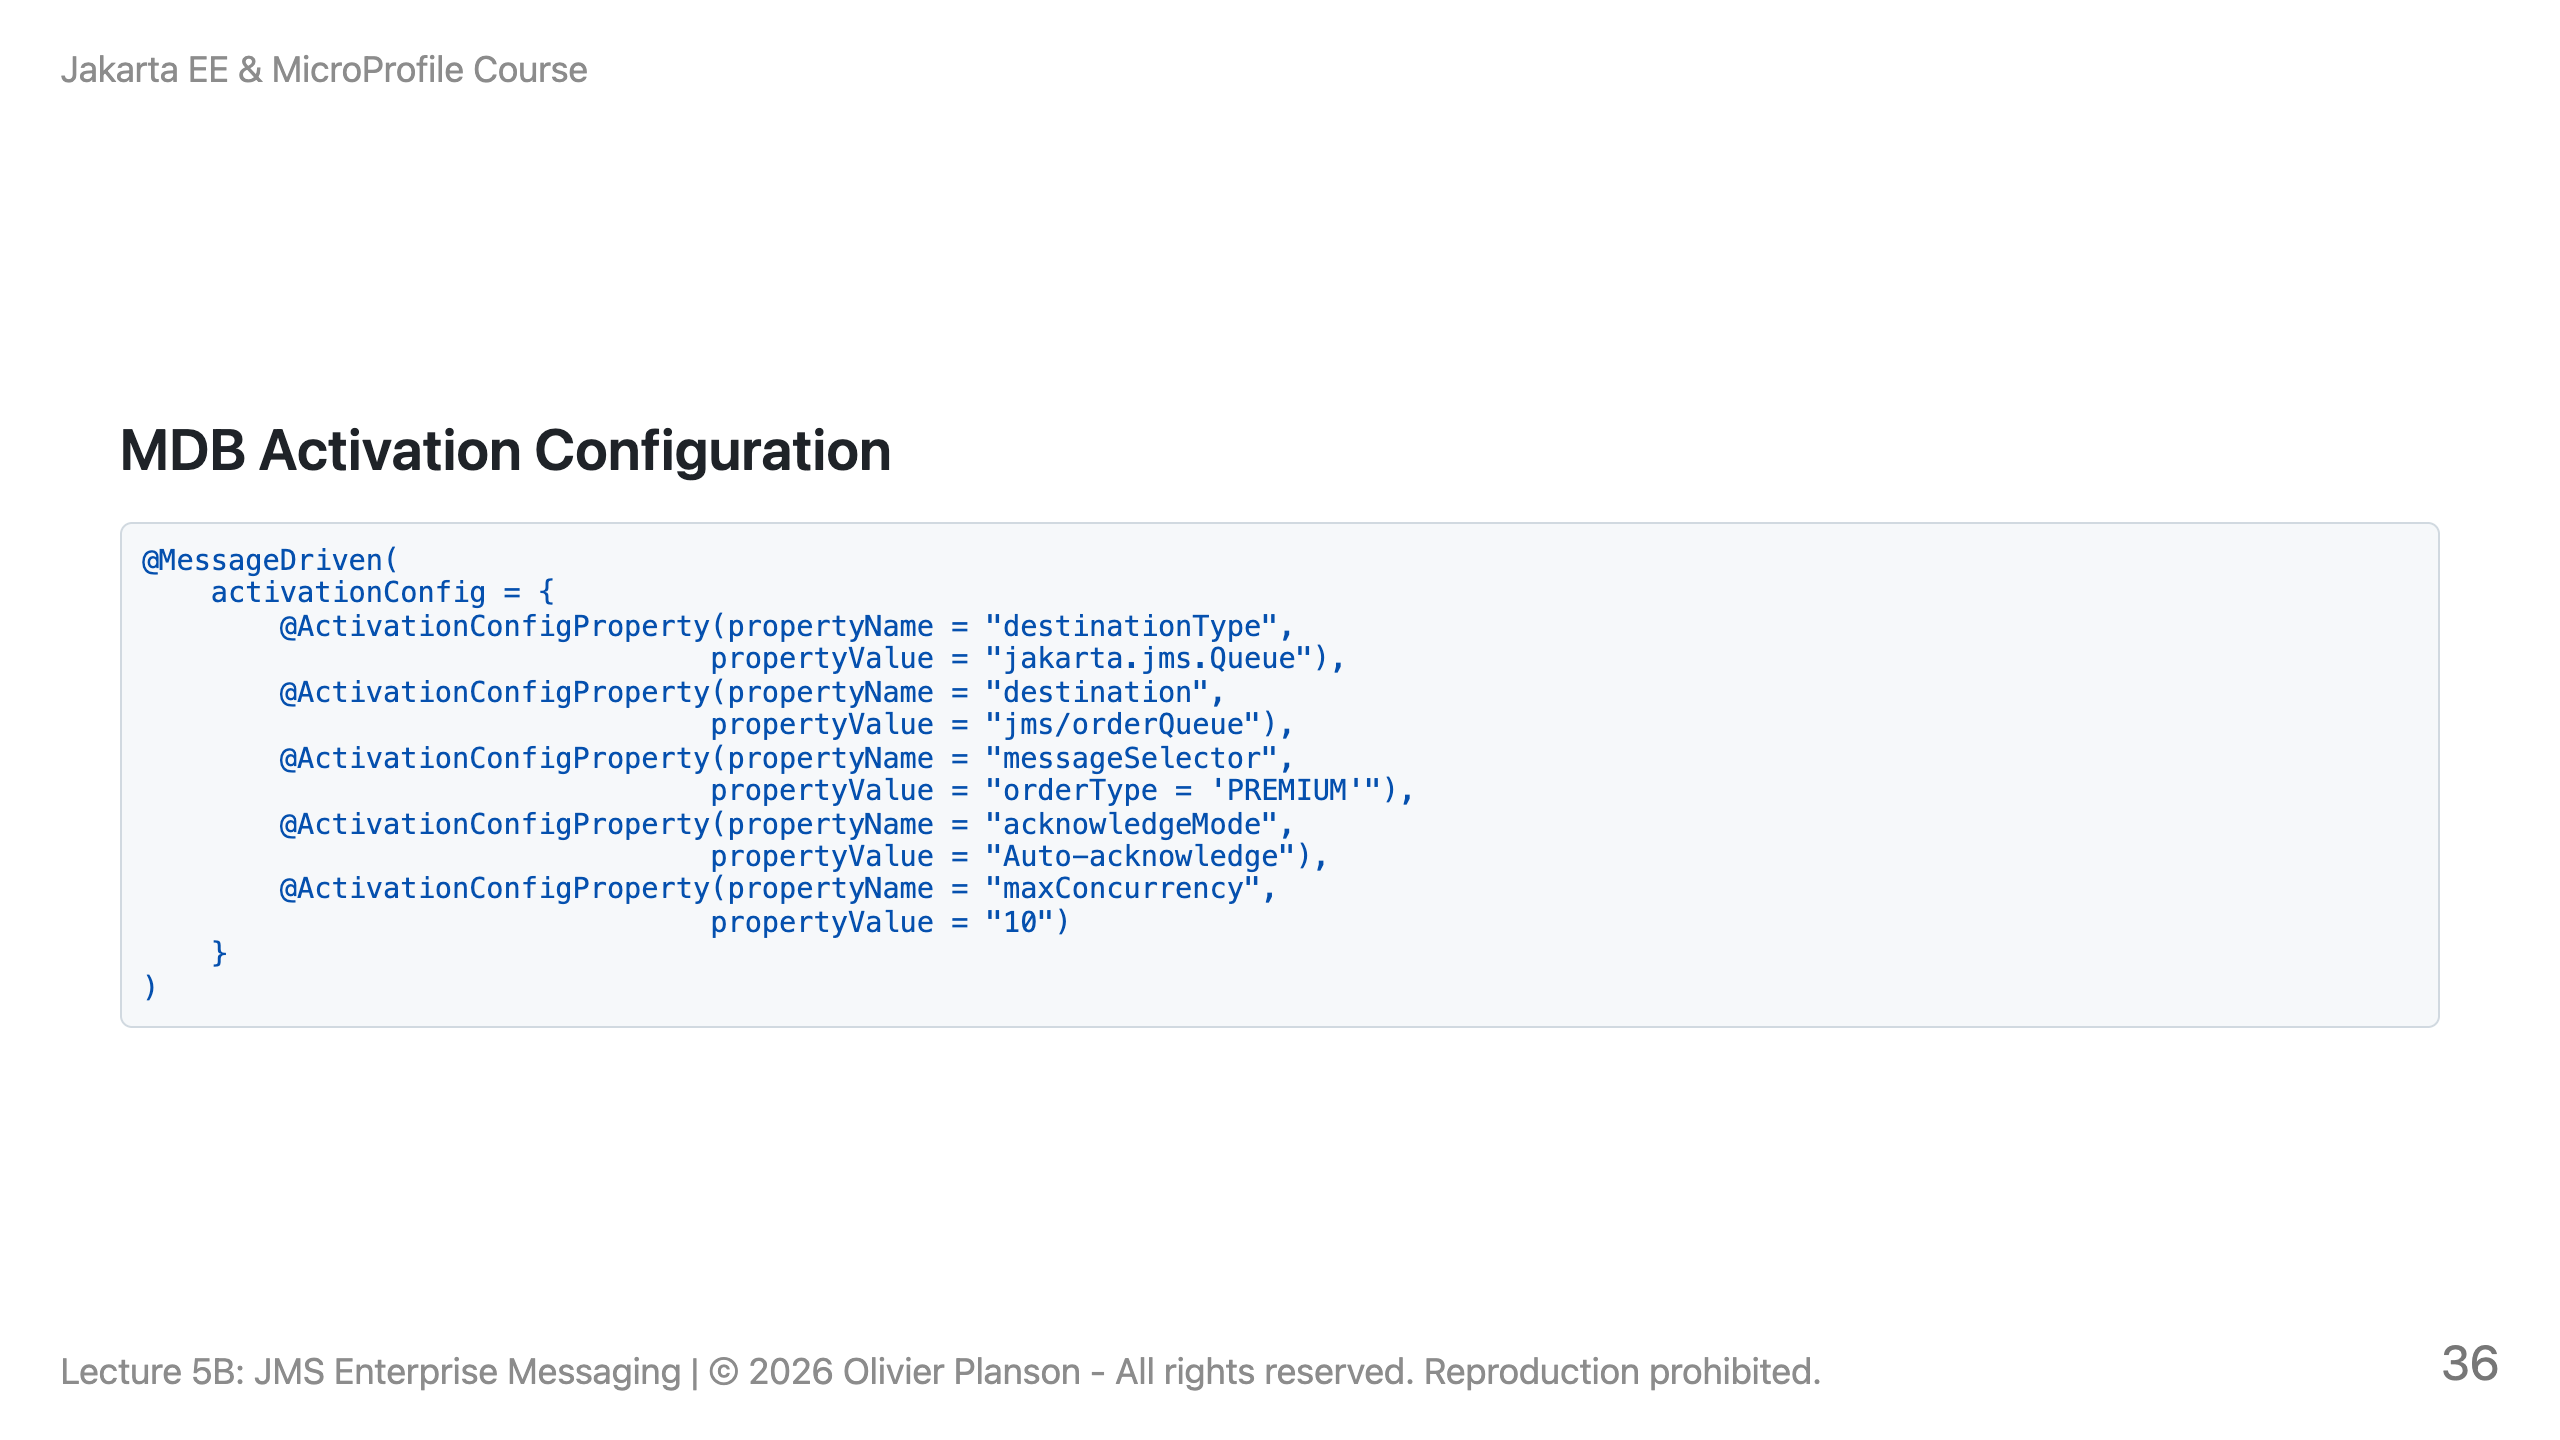 Jakarta EE & MicroProfile Course
MDB Activation Configuration
@MessageDriven(
    activationConfig = {
        @ActivationConfigProperty(propertyName = "destinationType",
                                 propertyValue = "jakarta.jms.Queue"),
        @ActivationConfigProperty(propertyName = "destination",
                                 propertyValue = "jms/orderQueue"),
        @ActivationConfigProperty(propertyName = "messageSelector",
                                 propertyValue = "orderType = 'PREMIUM'"),
        @ActivationConfigProperty(propertyName = "acknowledgeMode",
                                 propertyValue = "Auto-acknowledge"),
        @ActivationConfigProperty(propertyName = "maxConcurrency",
                                 propertyValue = "10")
    }
)
Lecture 5B: JMS Enterprise Messaging | © 2026 Olivier Planson - All rights reserved. Reproduction prohibited.
36